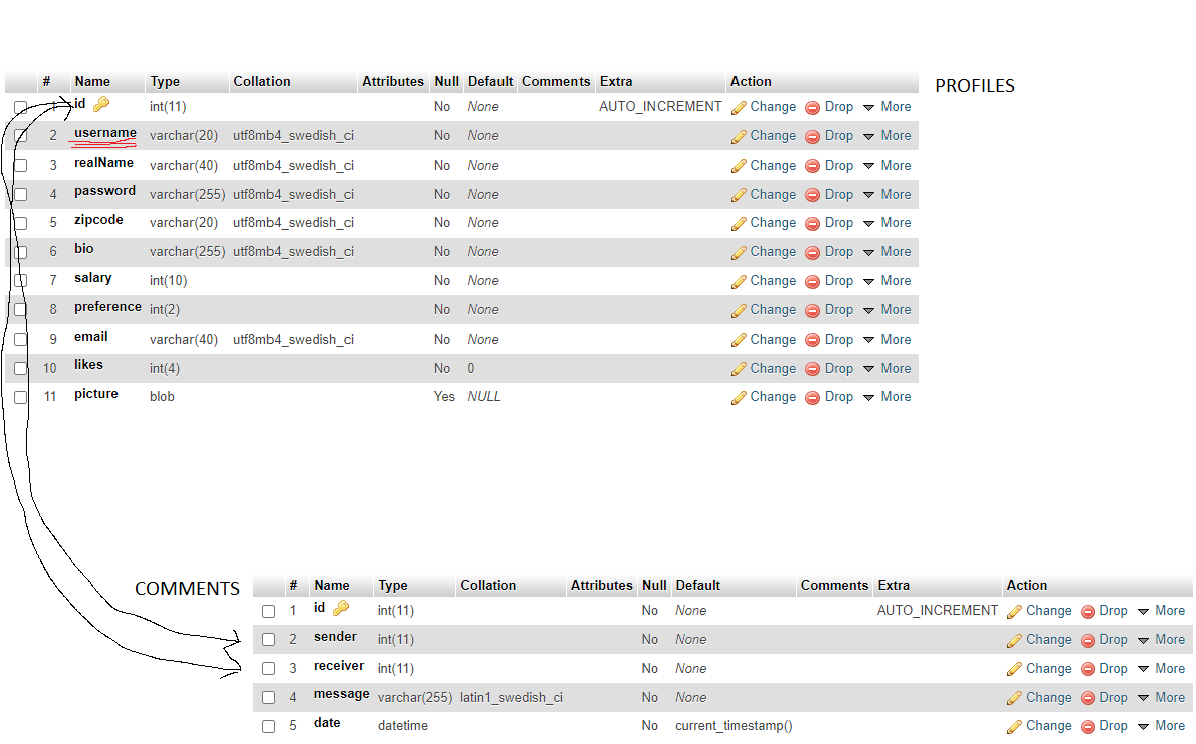 # Name Type Collation Attributes Null Default Comments Extra Action
PROFILES
1 id int(11) No None AUTO_INCREMENT Change Drop More
2 username varchar(20) utf8mb4_swedish_ci No None Change Drop More
3 realName varchar(40) utf8mb4_swedish_ci No None Change Drop More
4 password varchar(255) utf8mb4_swedish_ci No None Change Drop More
5 zipcode varchar(20) utf8mb4_swedish_ci No None Change Drop More
6 bio varchar(255) utf8mb4_swedish_ci No None Change Drop More
7 salary int(10) No None Change Drop More
8 preference int(2) No None Change Drop More
9 email varchar(40) utf8mb4_swedish_ci No None Change Drop More
10 likes int(4) No 0 Change Drop More
11 picture blob Yes NULL Change Drop More
COMMENTS
# Name Type Collation Attributes Null Default Comments Extra Action
1 id int(11) No None AUTO_INCREMENT Change Drop More
2 sender int(11) No None Change Drop More
3 receiver int(11) No None Change Drop More
4 message varchar(255) latin1_swedish_ci No None Change Drop More
5 date datetime No current_timestamp() Change Drop More